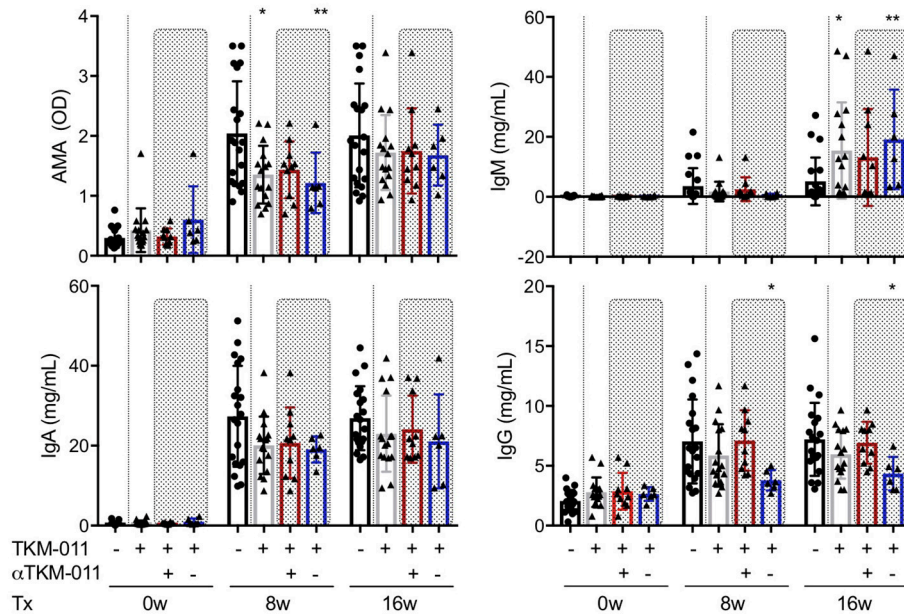 * ** * **
4
3
2
1
0
AMA (OD)
60
40
20
0
-20
IgM (mg/mL)
60
40
20
0
IgA (mg/mL)
* *
20
15
10
5
0
IgG (mg/mL)
TKM-011 - + + + - + + + - + + + - + + + - + + + - + + +
αTKM-011 + - + - + - + - + - + -
Tx 0w 8w 16w 0w 8w 16w